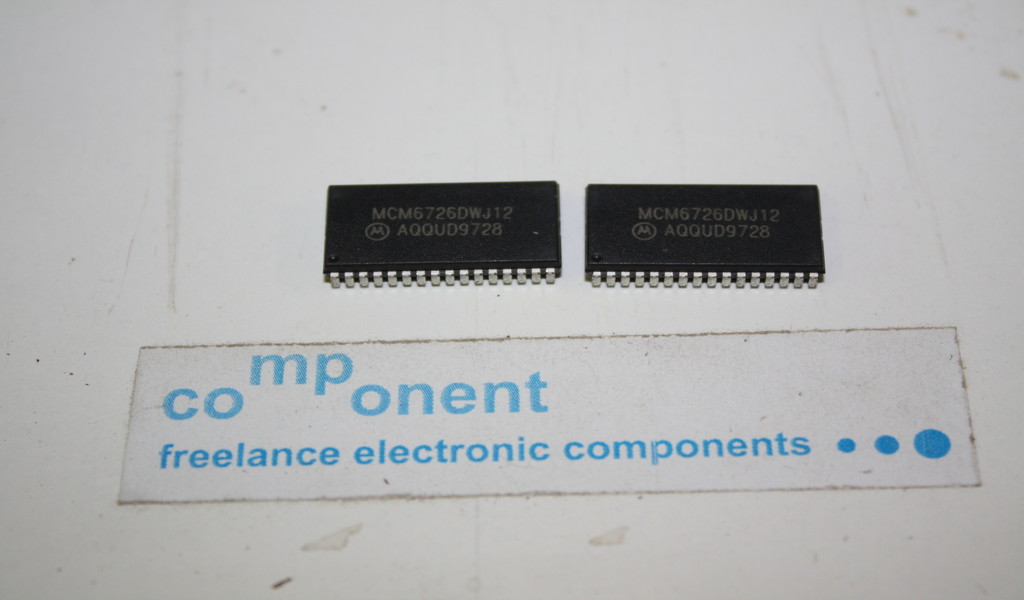 MCM6726DWJ12
AQQUD9728
MCM6726DWJ12
AQQUD9728
component
freelance electronic components